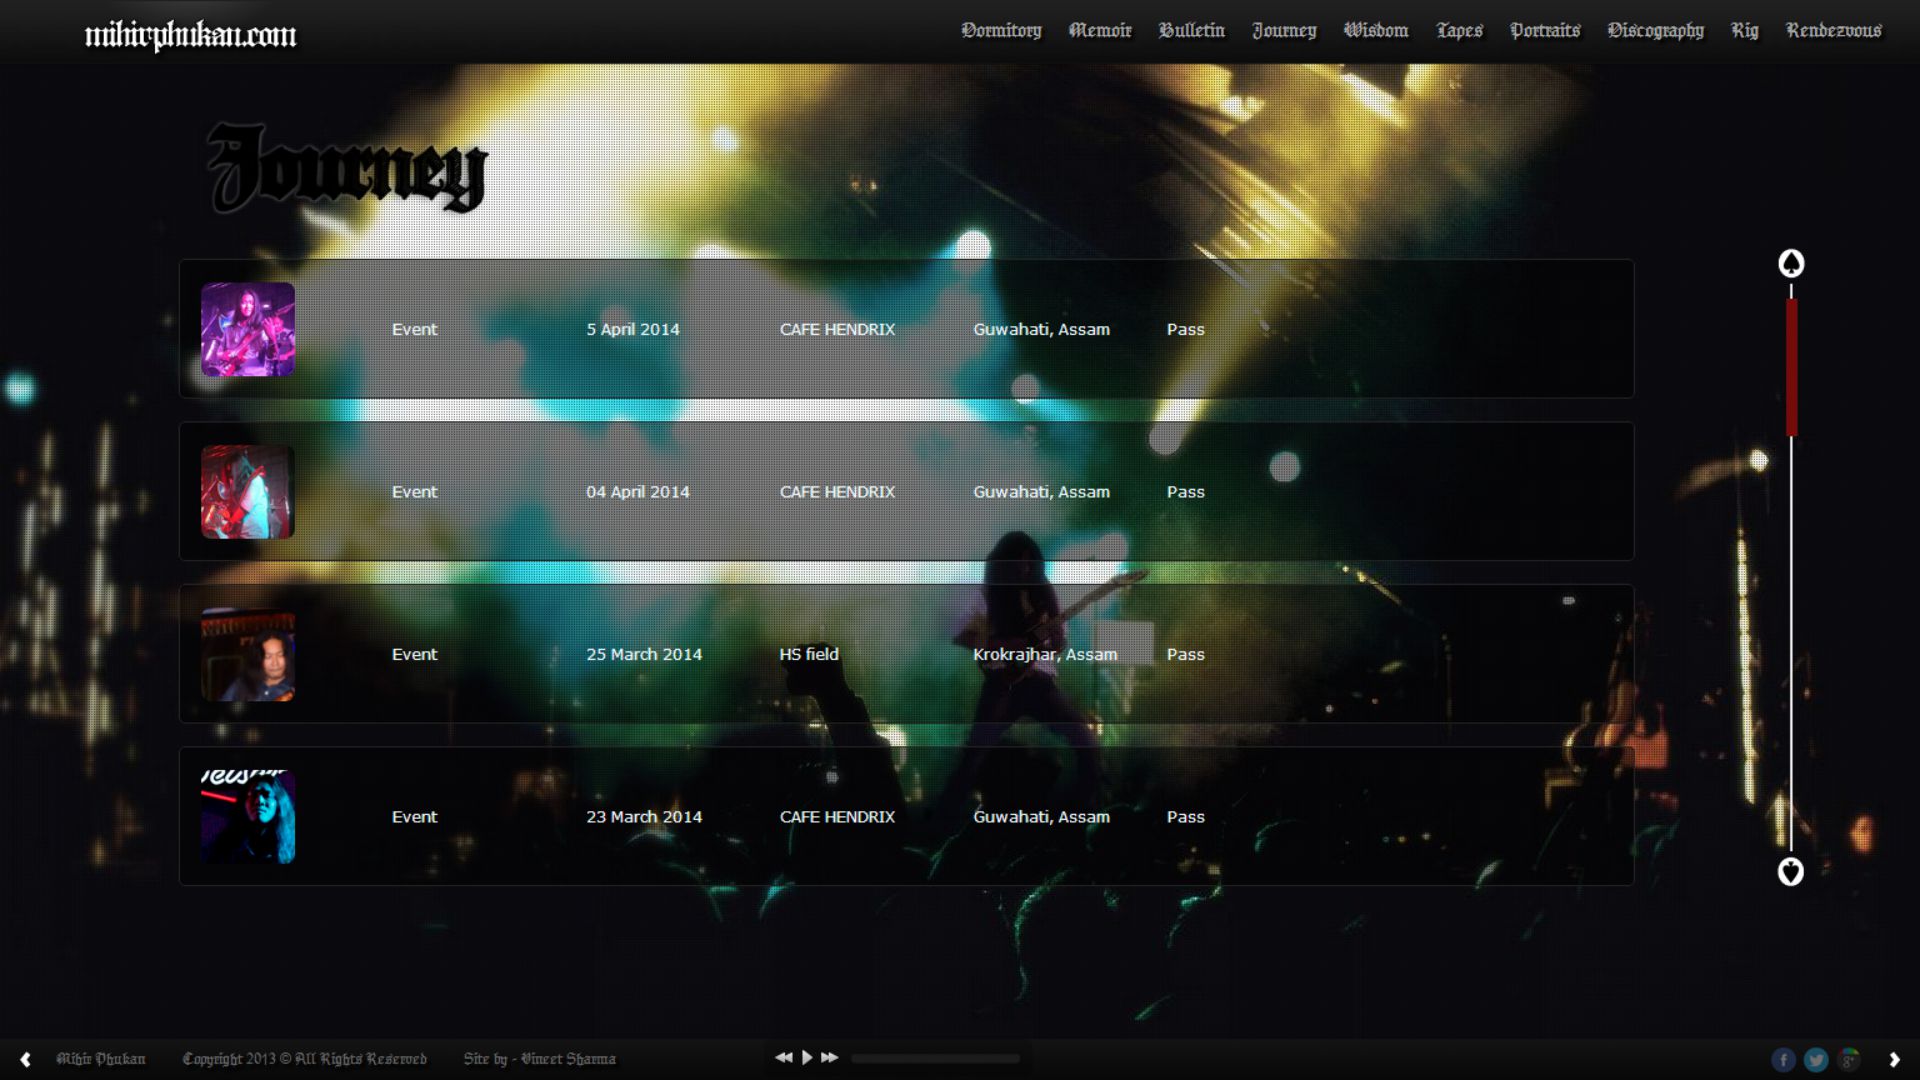 mihirphukan.com
Dormitory Memoir Bulletin Journey Wisdom Tapes Portraits Discography Rig Rendezvous
Journey
Event 5 April 2014 CAFE HENDRIX Guwahati, Assam Pass
Event 04 April 2014 CAFE HENDRIX Guwahati, Assam Pass
Event 25 March 2014 HS field Krokrajhar, Assam Pass
Event 23 March 2014 CAFE HENDRIX Guwahati, Assam Pass
Mihir Phukan Copyright 2013 © All Rights Reserved Site by - Vineet Sharma